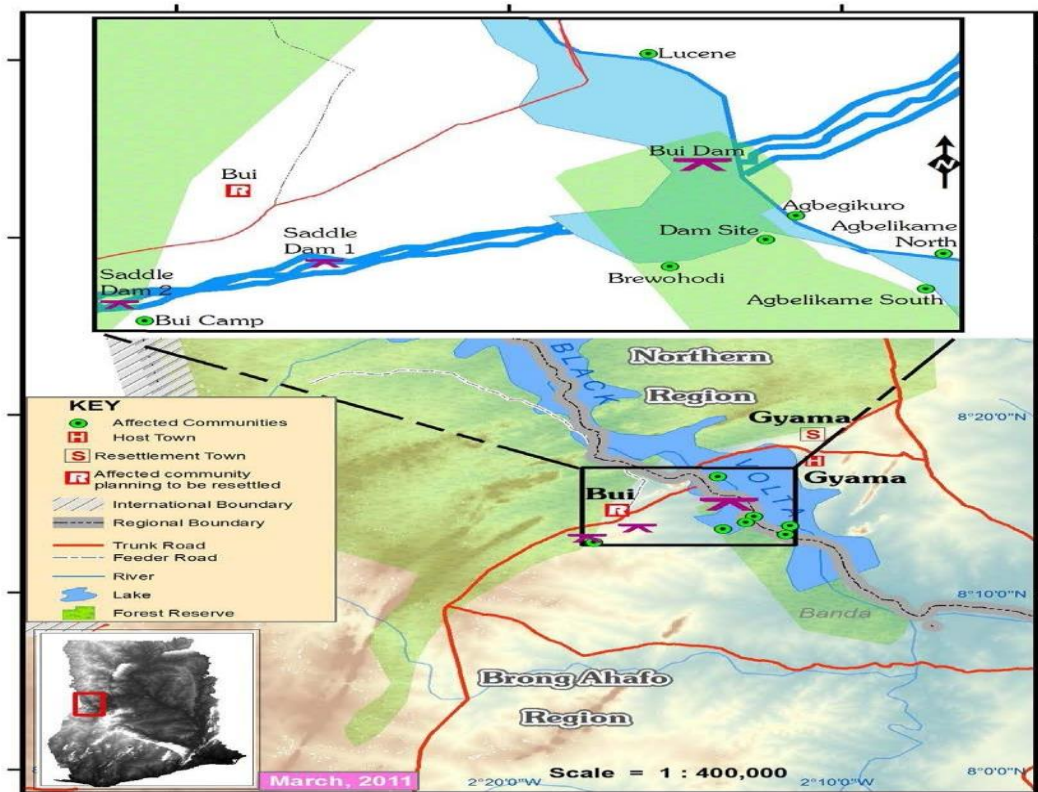 Lucene
Bui Dam
N
Bui
R
Agbegikuro
Agbelikame
North
Dam Site
Saddle
Dam 1
Brewohodi
Saddle
Dam 2
Agbelikame South
Bui Camp
BLACK
Northern
Region
KEY
Affected Communities
H Host Town
S Resettlement Town
R Affected community
planning to be resettled
International Boundary
Regional Boundary
Trunk Road
Feeder Road
River
Lake
Forest Reserve
Gyama
S
8°20'0"N
H
Gyama
VOLTA
Bui
R
8°10'0"N
Banda
Brong Ahafo
Region
March, 2011
Scale = 1 : 400,000
2°20'0"W
2°10'0"W
8°0'0"N